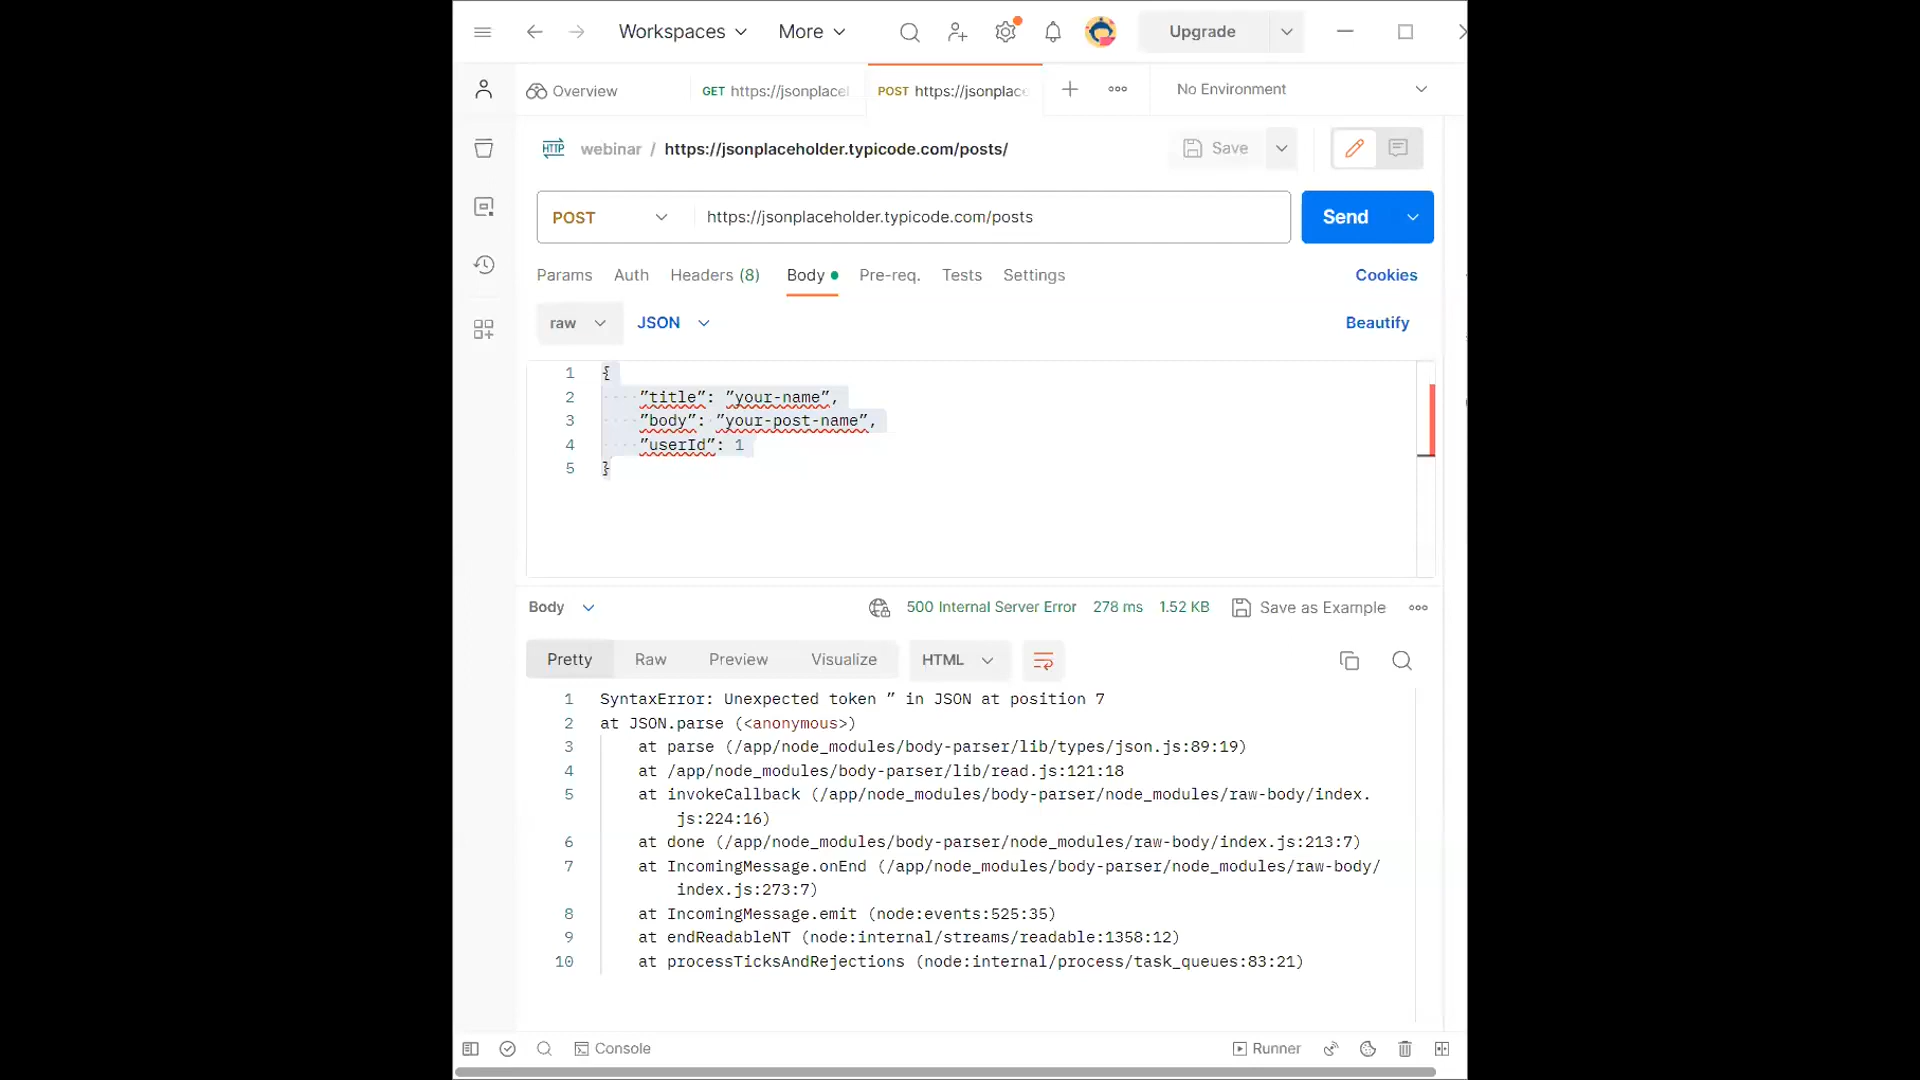 Workspaces More Upgrade
Overview GET https://jsonplacel POST https://jsonplace No Environment
HTTP webinar / https://jsonplaceholder.typicode.com/posts/ Save
POST https://jsonplaceholder.typicode.com/posts Send
Params Auth Headers (8) Body Pre-req. Tests Settings Cookies
raw JSON Beautify
1 {
2 ”title”: ”your-name”,
3 ”body”: ”your-post-name”,
4 ”userId”: 1
5 }
Body 500 Internal Server Error 278 ms 1.52 KB Save as Example
Pretty Raw Preview Visualize HTML
1 SyntaxError: Unexpected token ” in JSON at position 7
2 at JSON.parse (<anonymous>)
3 at parse (/app/node_modules/body-parser/lib/types/json.js:89:19)
4 at /app/node_modules/body-parser/lib/read.js:121:18
5 at invokeCallback (/app/node_modules/body-parser/node_modules/raw-body/index.
js:224:16)
6 at done (/app/node_modules/body-parser/node_modules/raw-body/index.js:213:7)
7 at IncomingMessage.onEnd (/app/node_modules/body-parser/node_modules/raw-body/
index.js:273:7)
8 at IncomingMessage.emit (node:events:525:35)
9 at endReadableNT (node:internal/streams/readable:1358:12)
10 at processTicksAndRejections (node:internal/process/task_queues:83:21)
Console Runner